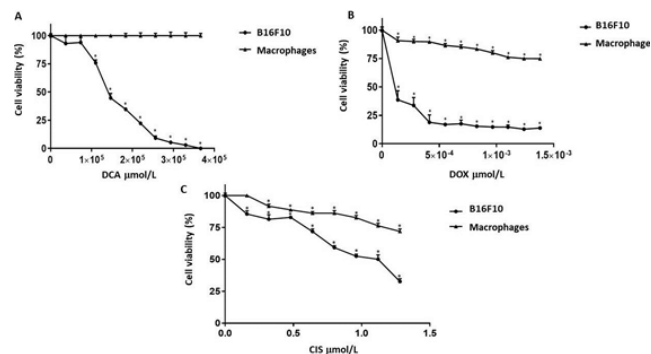 A
100
75
50
25
0
Cell viability (%)
0
1×10⁵
2×10⁵
3×10⁵
4×10⁵
DCA μmol/L
B16F10
Macrophages
B
100
75
50
25
0
Cell viability (%)
0
5×10⁻⁴
1×10⁻³
1.5×10⁻³
DOX μmol/L
B16F10
Macrophage
C
100
75
50
25
0
Cell viability (%)
0.0
0.5
1.0
1.5
CIS μmol/L
B16F10
Macrophages